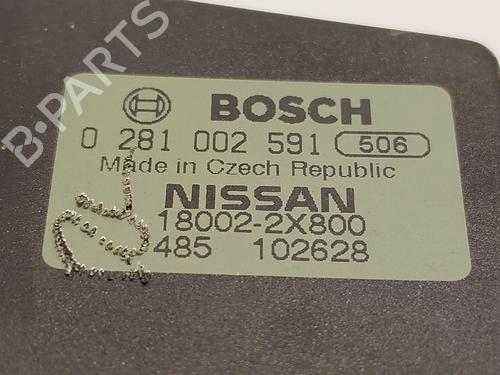 B-PARTS
BOSCH
0 281 002 591 506
Made in Czech Republic
NISSAN
18002-2X800
485 102628